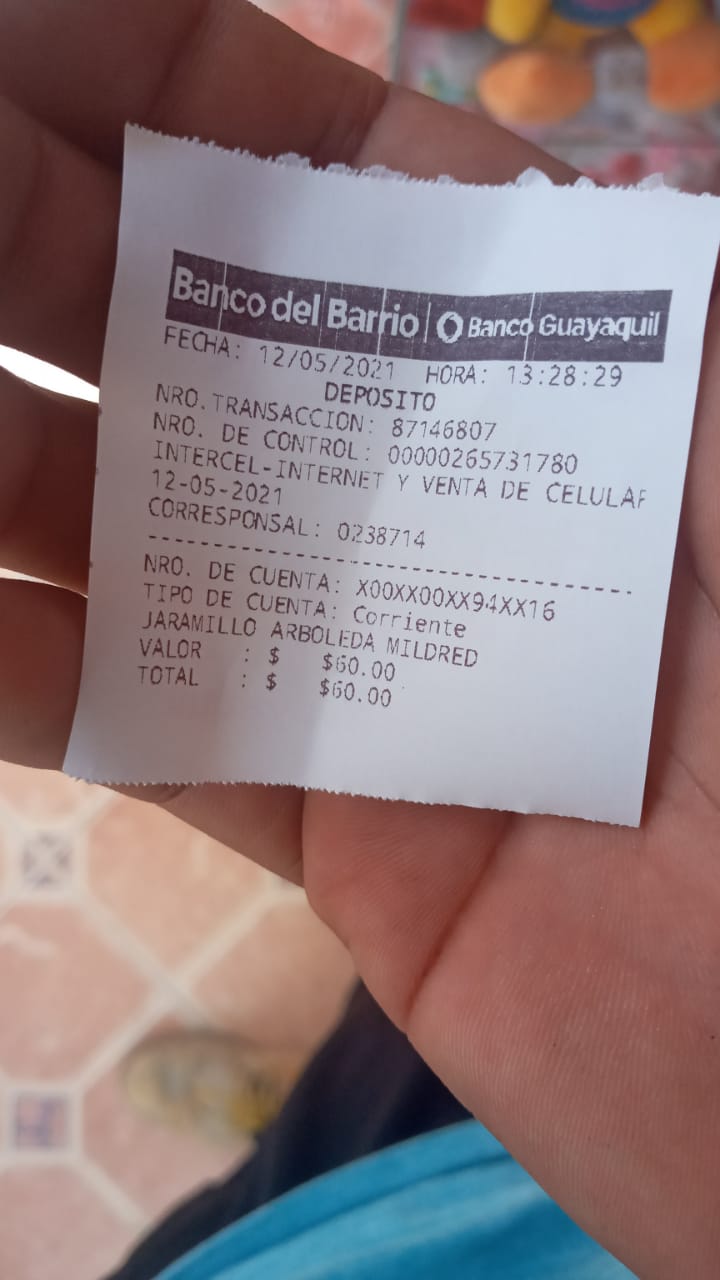 Banco del Barrio | Banco Guayaquil
FECHA: 12/05/2021 HORA: 13:28:29
DEPOSITO
NRO.TRANSACCION: 87146807
NRO. DE CONTROL: 00000265731780
INTERCEL-INTERNET Y VENTA DE CELULAR
12-05-2021
CORRESPONSAL: 0238714
NRO. DE CUENTA: X00XX00XX94XX16
TIPO DE CUENTA: Corriente
JARAMILLO ARBOLEDA MILDRED
VALOR : $ $60.00
TOTAL : $ $60.00